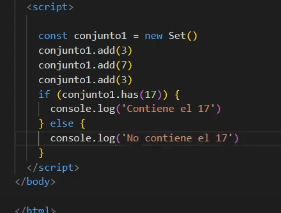 <script>
const conjunto1 = new Set()
conjunto1.add(3)
conjunto1.add(7)
conjunto1.add(3)
if (conjunto1.has(17)) {
console.log('Contiene el 17')
} else {
console.log('No contiene el 17')
}
</script>
</body>
</html>